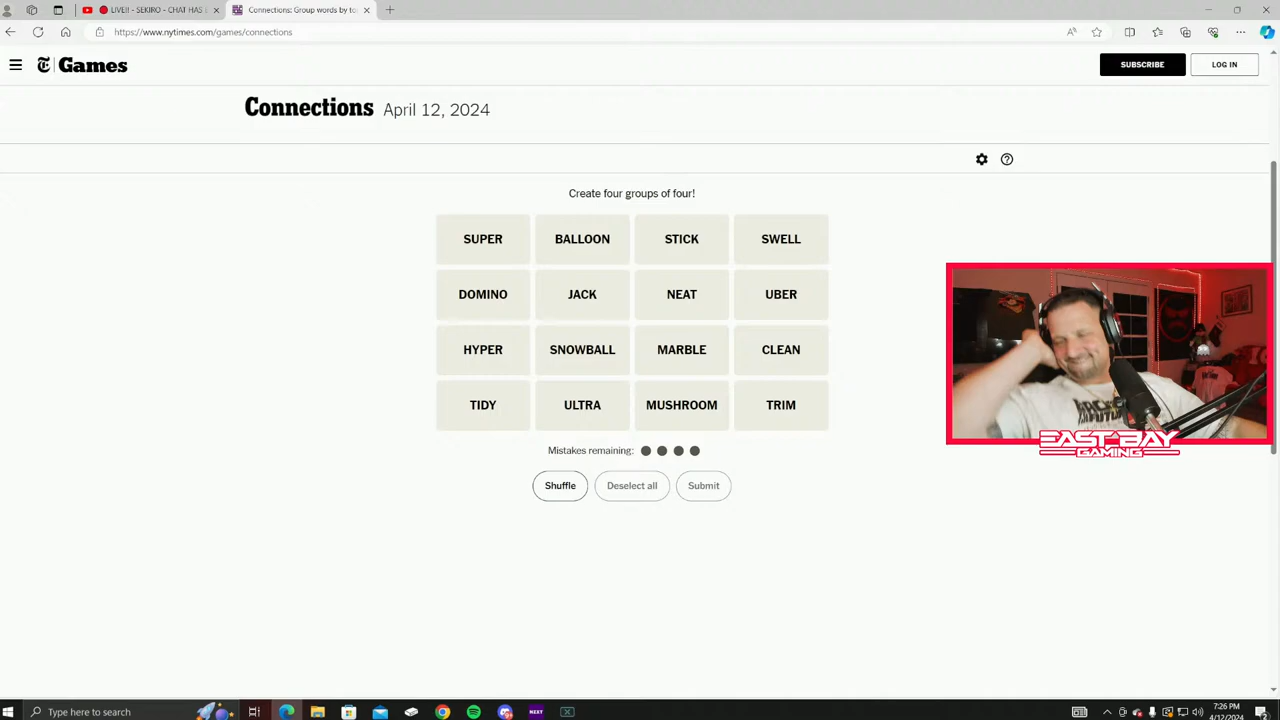 LIVE!! - SEKIRO - CHAT HAS
Connections: Group words by to
https://www.nytimes.com/games/connections
Games
SUBSCRIBE
LOG IN
Connections April 12, 2024
Create four groups of four!
SUPER BALLOON STICK SWELL
DOMINO JACK NEAT UBER
HYPER SNOWBALL MARBLE CLEAN
TIDY ULTRA MUSHROOM TRIM
EAST BAY
GAMING
Mistakes remaining:
Shuffle Deselect all Submit
Type here to search
7:26 PM
4/12/2024